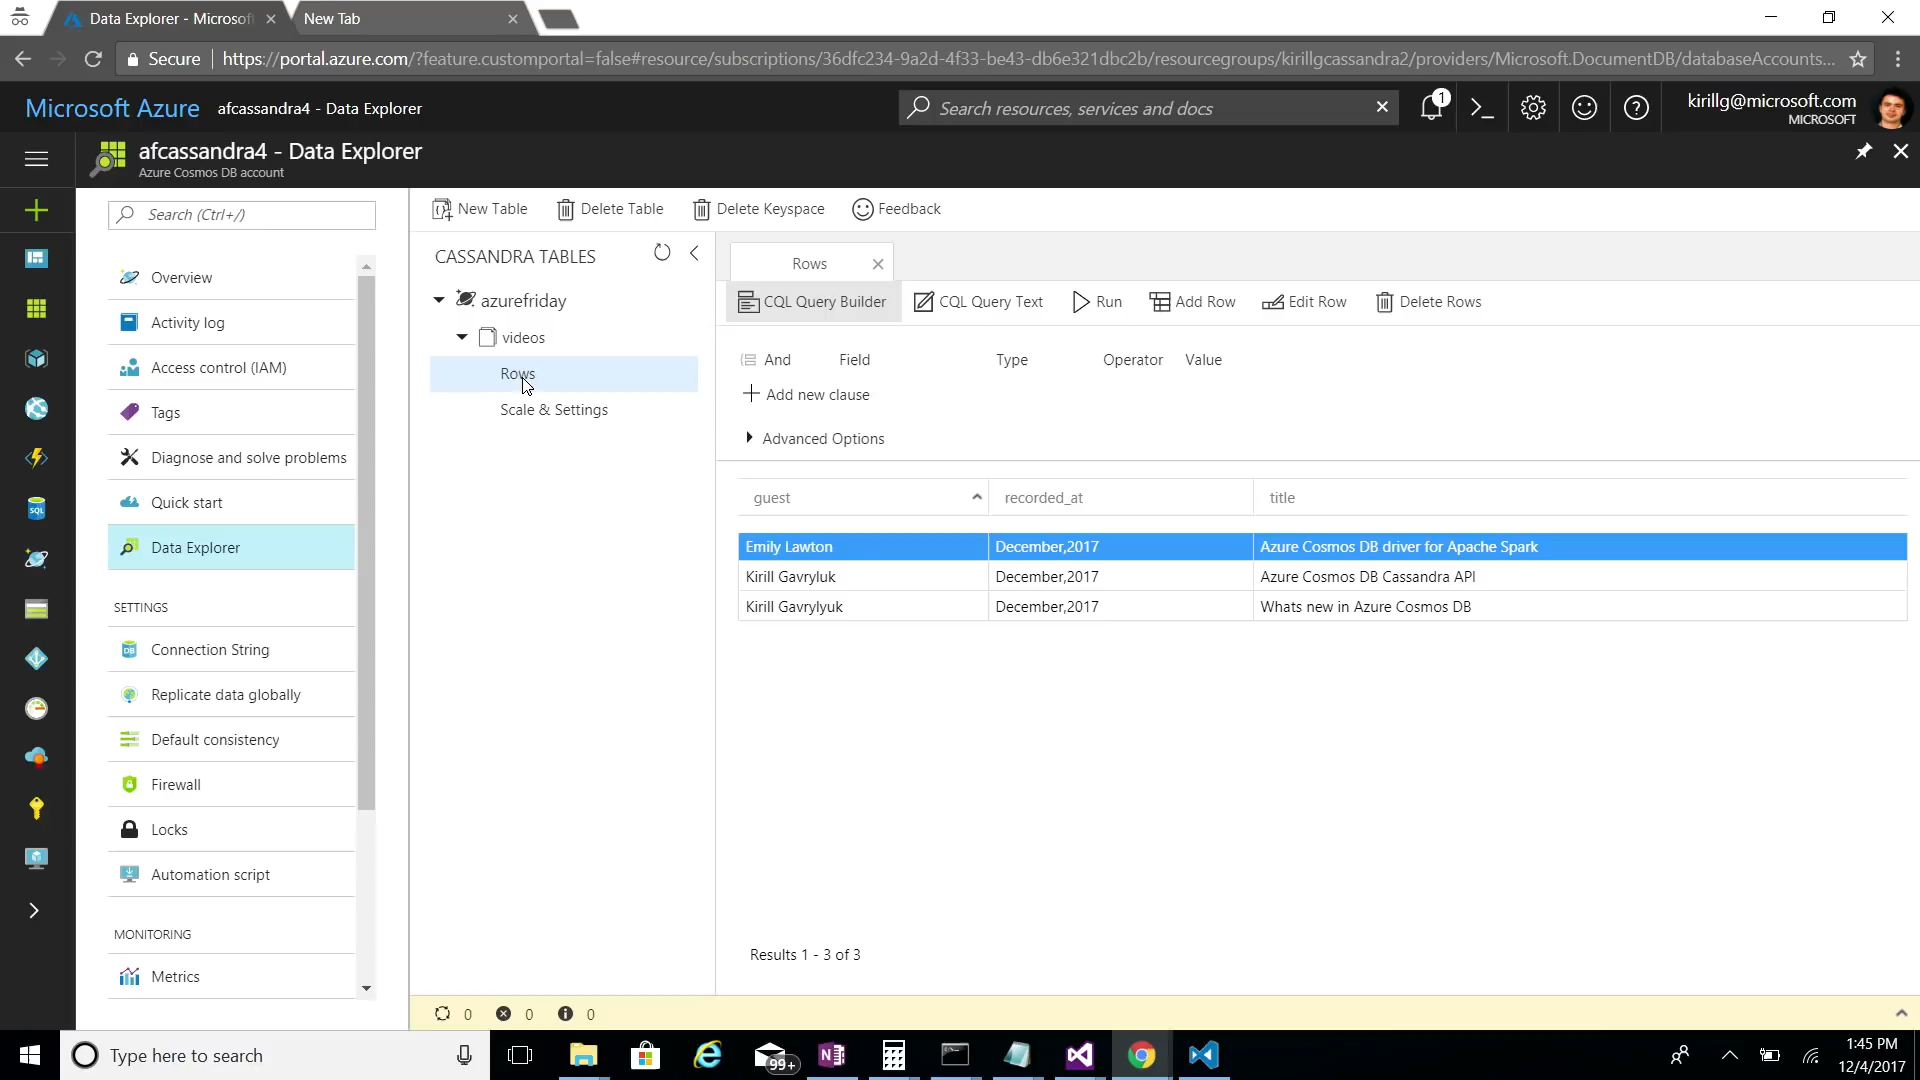 Data Explorer - Microsof
New Tab
Secure
https://portal.azure.com/?feature.customportal=false#resource/subscriptions/36dfc234-9a2d-4f33-be43-db6e321dbc2b/resourcegroups/kirillgcassandra2/providers/Microsoft.DocumentDB/databaseAccounts...
Microsoft Azure
afcassandra4 - Data Explorer
Search resources, services and docs
1
kirillg@microsoft.com
MICROSOFT
afcassandra4 - Data Explorer
Azure Cosmos DB account
Search (Ctrl+/)
Overview
Activity log
Access control (IAM)
Tags
Diagnose and solve problems
Quick start
Data Explorer
SETTINGS
Connection String
Replicate data globally
Default consistency
Firewall
Locks
Automation script
MONITORING
Metrics
New Table
Delete Table
Delete Keyspace
Feedback
CASSANDRA TABLES
azurefriday
videos
Rows
Scale & Settings
Rows
CQL Query Builder
CQL Query Text
Run
Add Row
Edit Row
Delete Rows
And Field Type Operator Value
Add new clause
Advanced Options
guest recorded_at title
Emily Lawton December,2017 Azure Cosmos DB driver for Apache Spark
Kirill Gavryluk December,2017 Azure Cosmos DB Cassandra API
Kirill Gavrylyuk December,2017 Whats new in Azure Cosmos DB
Results 1 - 3 of 3
0 0 0
SQL
Type here to search
99+
1:45 PM
12/4/2017